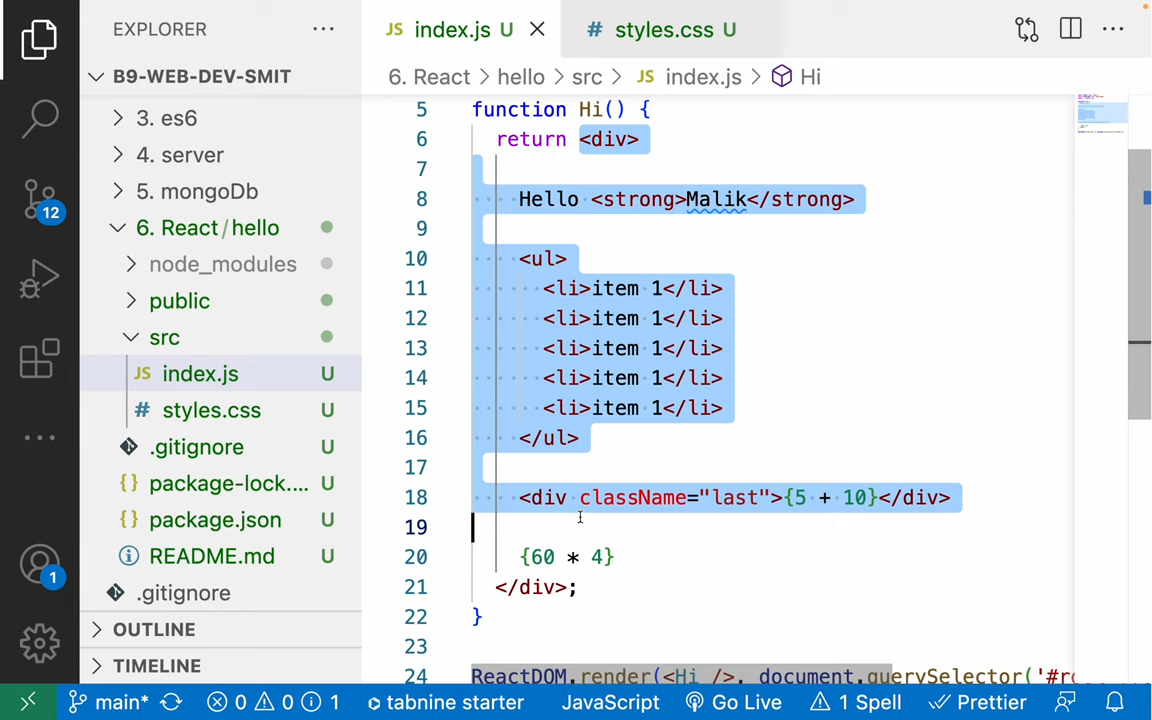 EXPLORER
B9-WEB-DEV-SMIT
3. es6
4. server
5. mongoDb
6. React / hello
node_modules
public
src
JS index.js U
# styles.css U
.gitignore U
{} package-lock.... U
{} package.json U
README.md U
.gitignore
OUTLINE
TIMELINE
12
1
JS index.js U
# styles.css U
6. React > hello > src > JS index.js > Hi
5 function Hi() {
6 return <div>
7
8 Hello <strong>Malik</strong>
9
10 <ul>
11 <li>item 1</li>
12 <li>item 1</li>
13 <li>item 1</li>
14 <li>item 1</li>
15 <li>item 1</li>
16 </ul>
17
18 <div className="last">{5 + 10}</div>
19
20 {60 * 4}
21 </div>;
22 }
23
24 ReactDOM.render(<Hi />, document.querySelector('#ro
main* 0 0 1 tabnine starter JavaScript Go Live 1 Spell Prettier